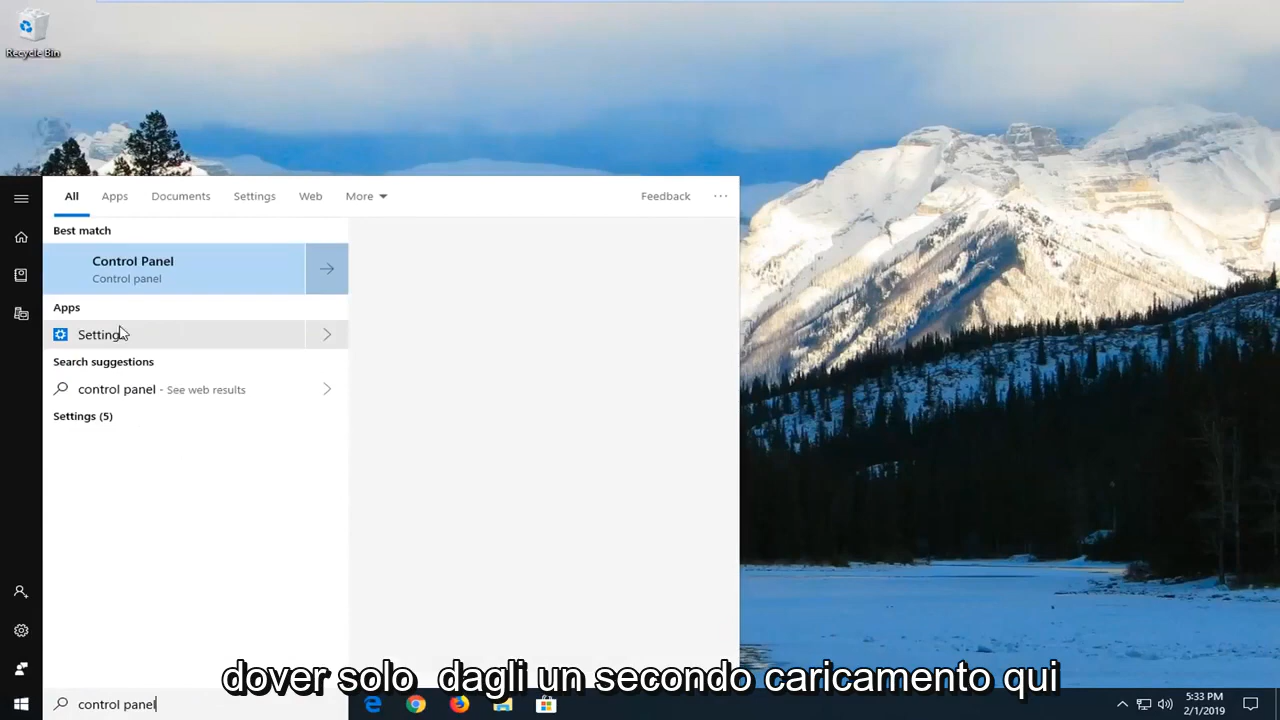 Recycle Bin
All Apps Documents Settings Web More Feedback ...
Best match
Control Panel
Control panel
Apps
Settings
Search suggestions
control panel - See web results
Settings (5)
dover solo dagli un secondo caricamento qui
control panel
5:33 PM
2/1/2019